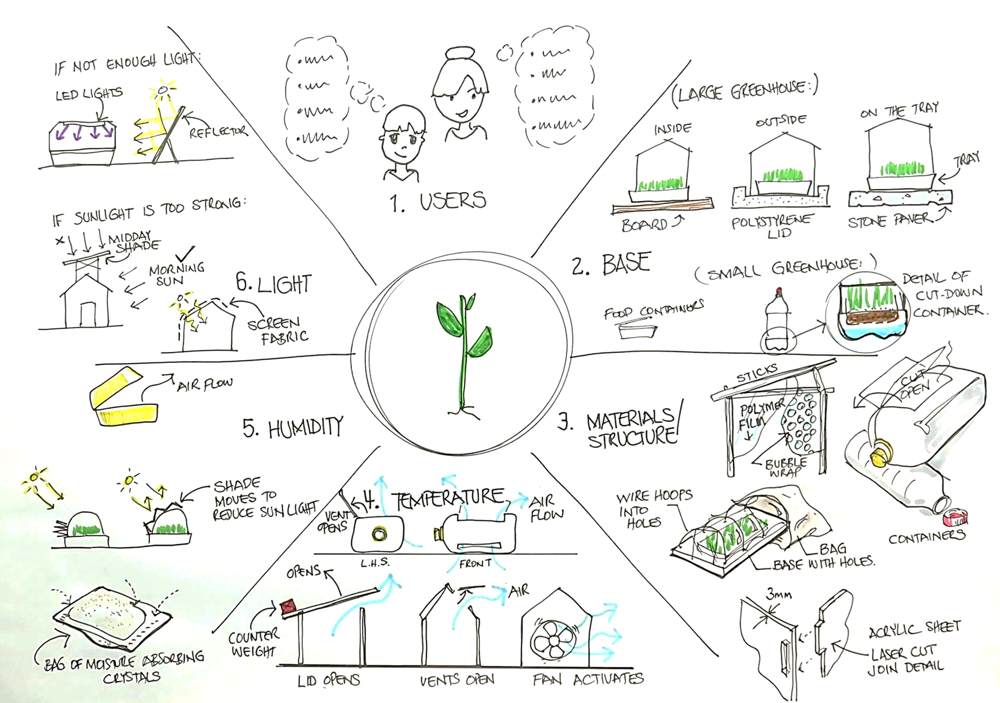 1. USERS
(LARGE GREENHOUSE:)
INSIDE
OUTSIDE
ON THE TRAY
TRAY
BOARD
POLYSTYRENE
LID
STONE PAVER
2. BASE
(SMALL GREENHOUSE:)
FOOD CONTAINERS
DETAIL OF
CUT-DOWN
CONTAINER.
3. MATERIALS/
STRUCTURE
STICKS
POLYMER
FILM
BUBBLE
WRAP
CUT
OPEN
CONTAINERS
WIRE HOOPS
INTO
HOLES
BAG
BASE WITH HOLES.
3mm
ACRYLIC SHEET
LASER CUT
JOIN DETAIL
4. TEMPERATURE
VENT
OPENS
AIR
FLOW
L.H.S.
FRONT
OPENS
COUNTER
WEIGHT
AIR
LID OPENS
VENTS OPEN
FAN ACTIVATES
5. HUMIDITY
AIR FLOW
SHADE
MOVES TO
REDUCE SUNLIGHT
BAG OF MOISTURE ABSORBING
CRYSTALS
6. LIGHT
IF NOT ENOUGH LIGHT:
LED LIGHTS
REFLECTOR
IF SUNLIGHT IS TOO STRONG:
MIDDAY
SHADE
MORNING
SUN
SCREEN
FABRIC